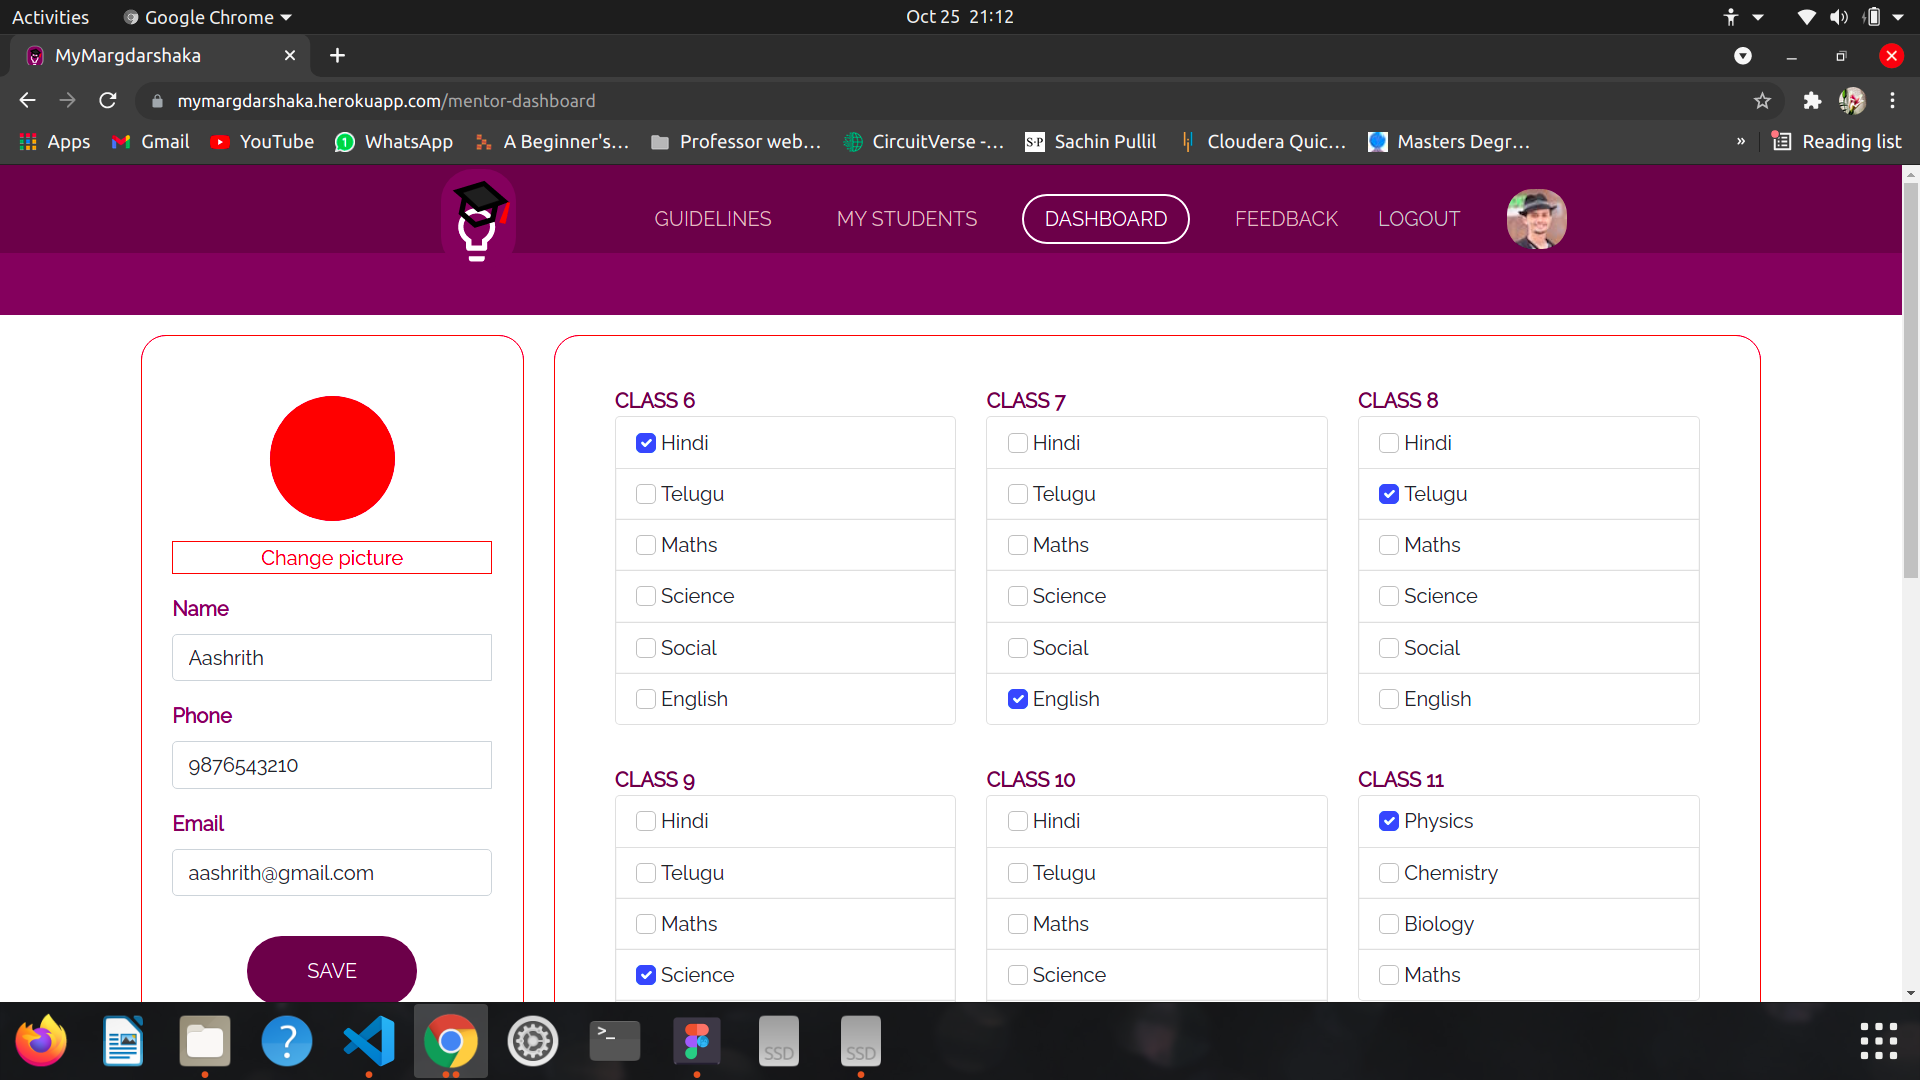 Activities Google Chrome Oct 25 21:12
MyMargdarshaka
mymargdarshaka.herokuapp.com/mentor-dashboard
Apps Gmail YouTube WhatsApp A Beginner's... Professor web... CircuitVerse -... S·P Sachin Pullil Cloudera Quic... Masters Degr... » Reading list
GUIDELINES MY STUDENTS DASHBOARD FEEDBACK LOGOUT
Change picture
Name
Aashrith
Phone
9876543210
Email
aashrith@gmail.com
SAVE
CLASS 6
Hindi
Telugu
Maths
Science
Social
English
CLASS 7
Hindi
Telugu
Maths
Science
Social
English
CLASS 8
Hindi
Telugu
Maths
Science
Social
English
CLASS 9
Hindi
Telugu
Maths
Science
CLASS 10
Hindi
Telugu
Maths
Science
CLASS 11
Physics
Chemistry
Biology
Maths
SSD SSD